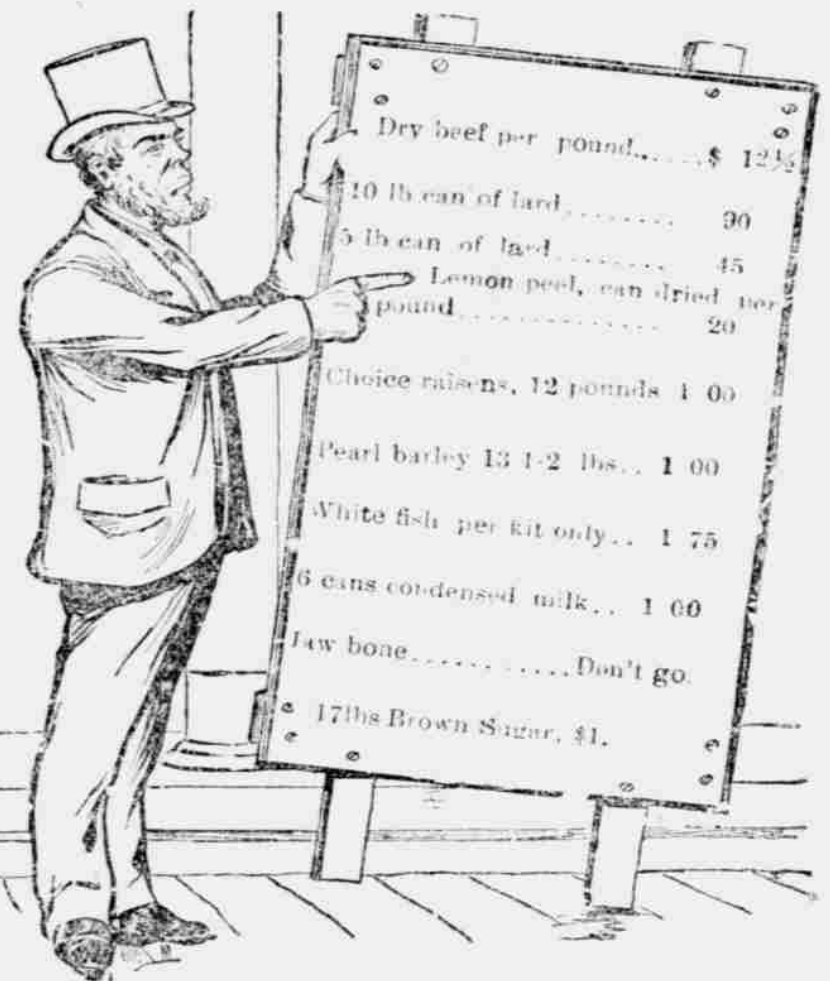 Dry beef per pound.......$ 12½
10 lb can of lard......... 90
5 lb can of lard......... 45
Lemon peel, can dried per
pound............... 20
Choice raisens, 12 pounds 1 00
Pearl barley 13 1-2 lbs.. 1 00
White fish per kit only.. 1 75
6 cans condensed milk.. 1 00
Jaw bone............Don't go.
17lbs Brown Sugar, $1.